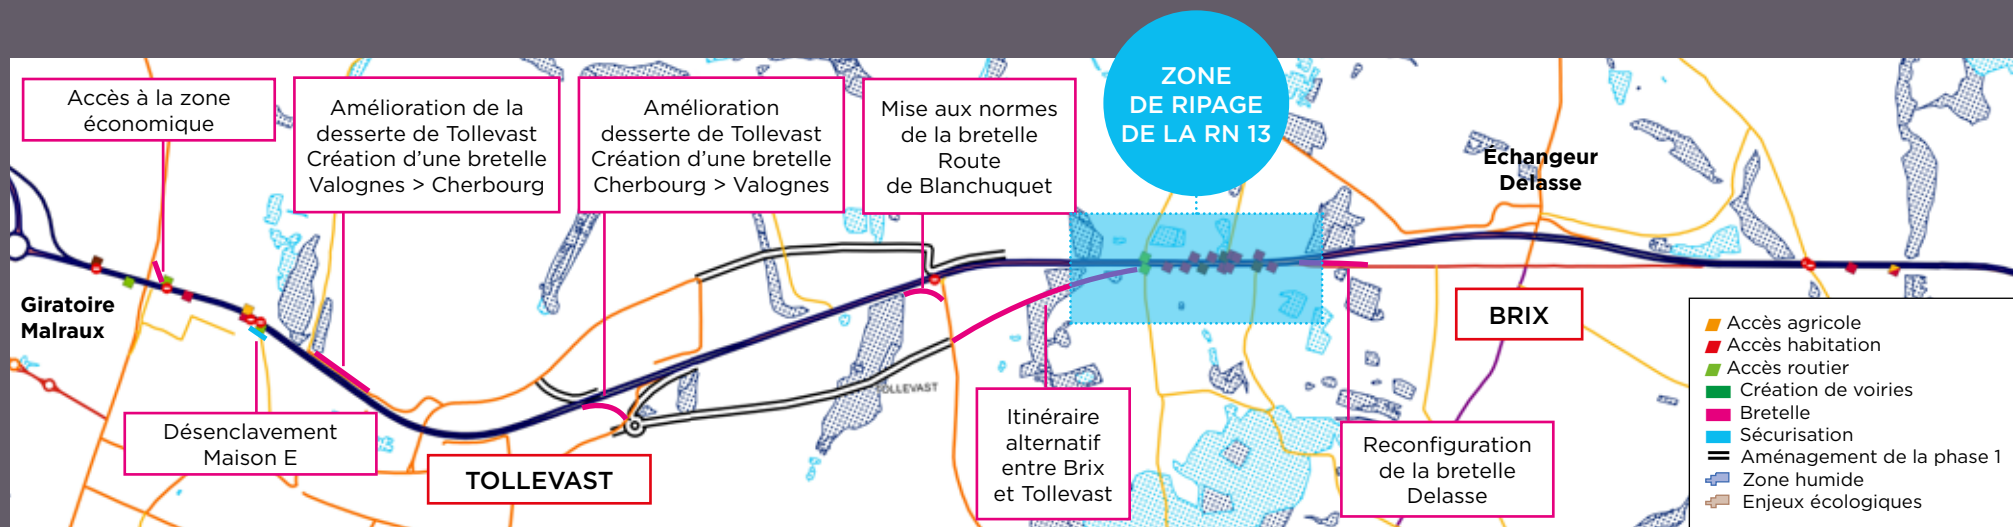 ZONE
DE RIPAGE
DE LA RN 13
Accès à la zone
économique
Amélioration de la
desserte de Tollevast
Création d'une bretelle
Valognes > Cherbourg
Amélioration
desserte de Tollevast
Création d'une bretelle
Cherbourg > Valognes
Mise aux normes
de la bretelle
Route
de Blanchuquet
Échangeur
Delasse
Giratoire
Malraux
BRIX
TOLLEVAST
Désenclavement
Maison E
TOLLEVAST
Itinéraire
alternatif
entre Brix
et Tollevast
Reconfiguration
de la bretelle
Delasse
Accès agricole
Accès habitation
Accès routier
Création de voiries
Bretelle
Sécurisation
Aménagement de la phase 1
Zone humide
Enjeux écologiques